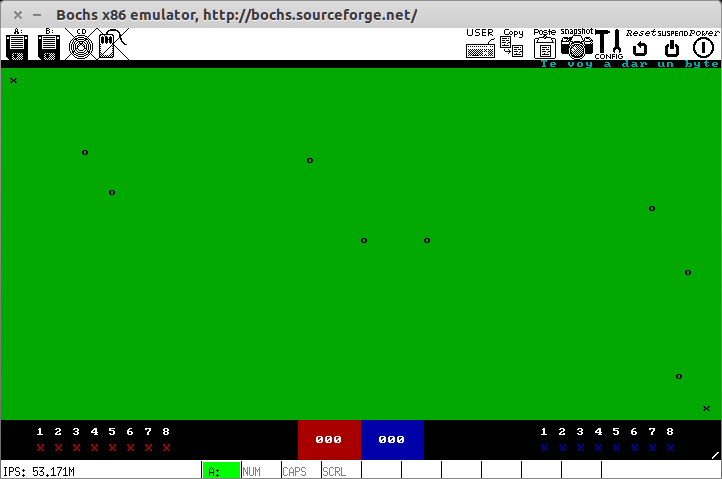 Bochs x86 emulator, http://bochs.sourceforge.net/
A: B: CD USER Copy Paste snapshot CONFIG Reset SUSPEND Power
Te voy a dar un byte
x
o
o
o
o
o
o
o
o
x
1 2 3 4 5 6 7 8 000 000 1 2 3 4 5 6 7 8
X X X X X X X X X X X X X X X X
IPS: 53,171M A: NUM CAPS SCRL